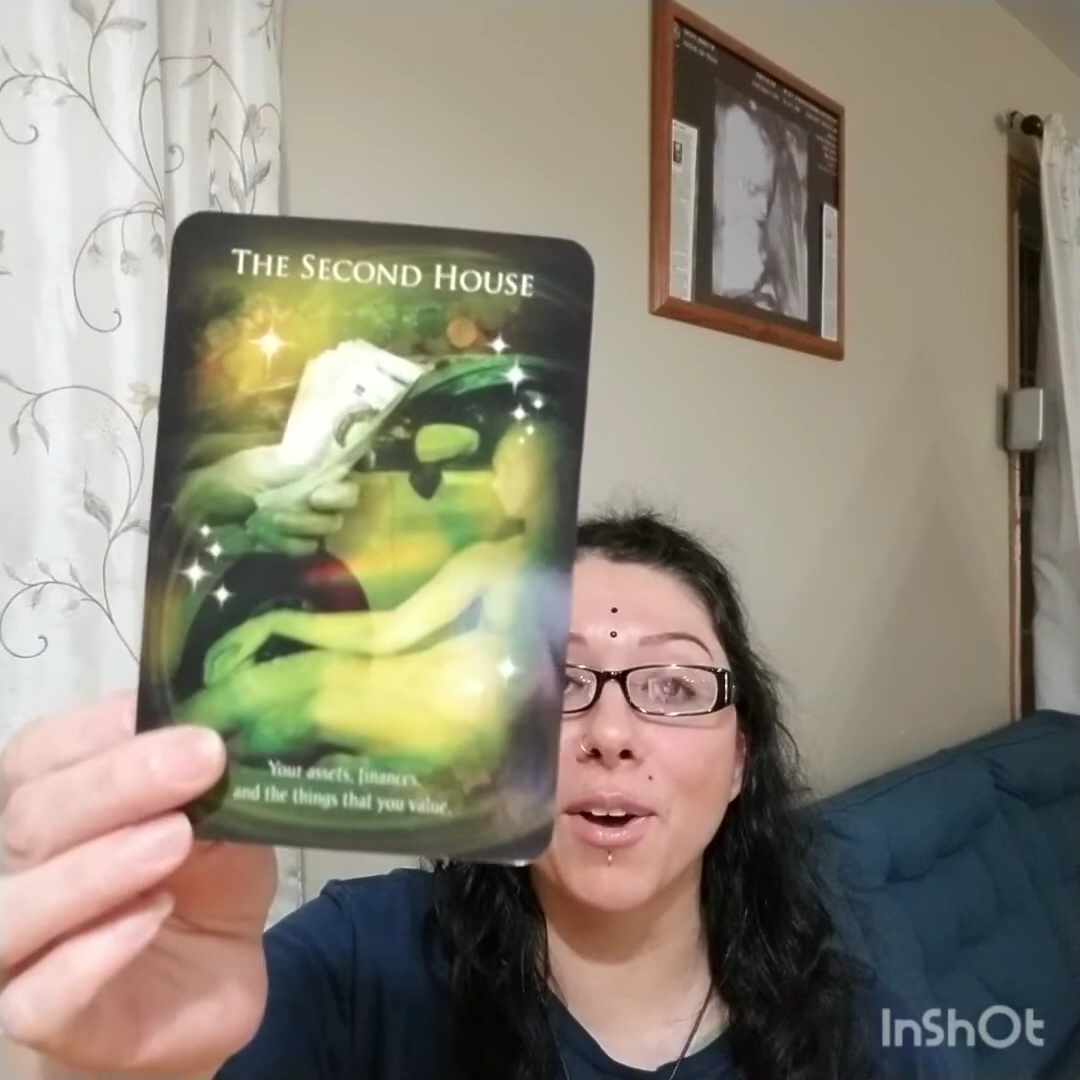 THE SECOND HOUSE
Your assets, finances,
and the things that you value.
InShOt